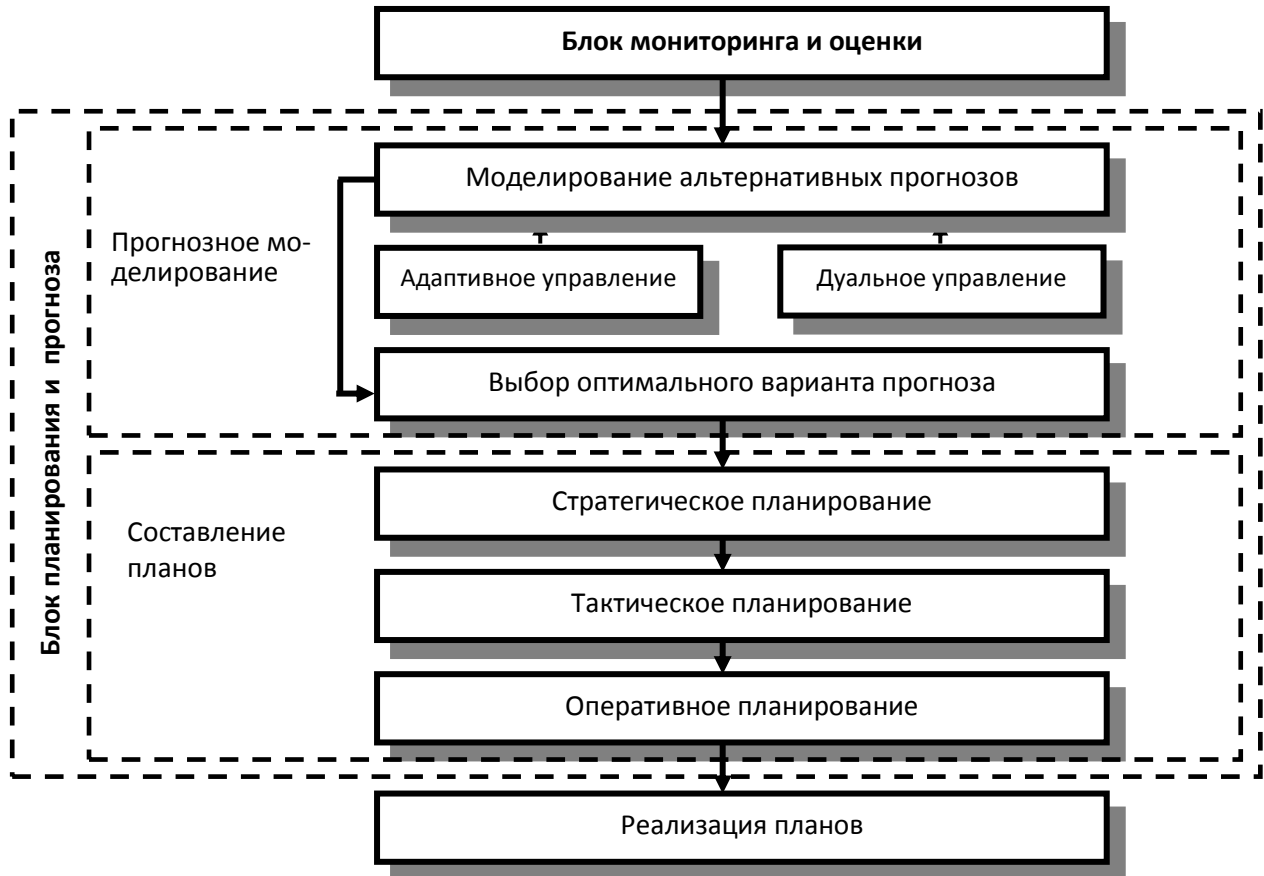 Блок мониторинга и оценки
Блок планирования и прогноза
Моделирование альтернативных прогнозов
Прогнозное мо-
делирование
Адаптивное управление
Дуальное управление
Выбор оптимального варианта прогноза
Стратегическое планирование
Составление
планов
Тактическое планирование
Оперативное планирование
Реализация планов